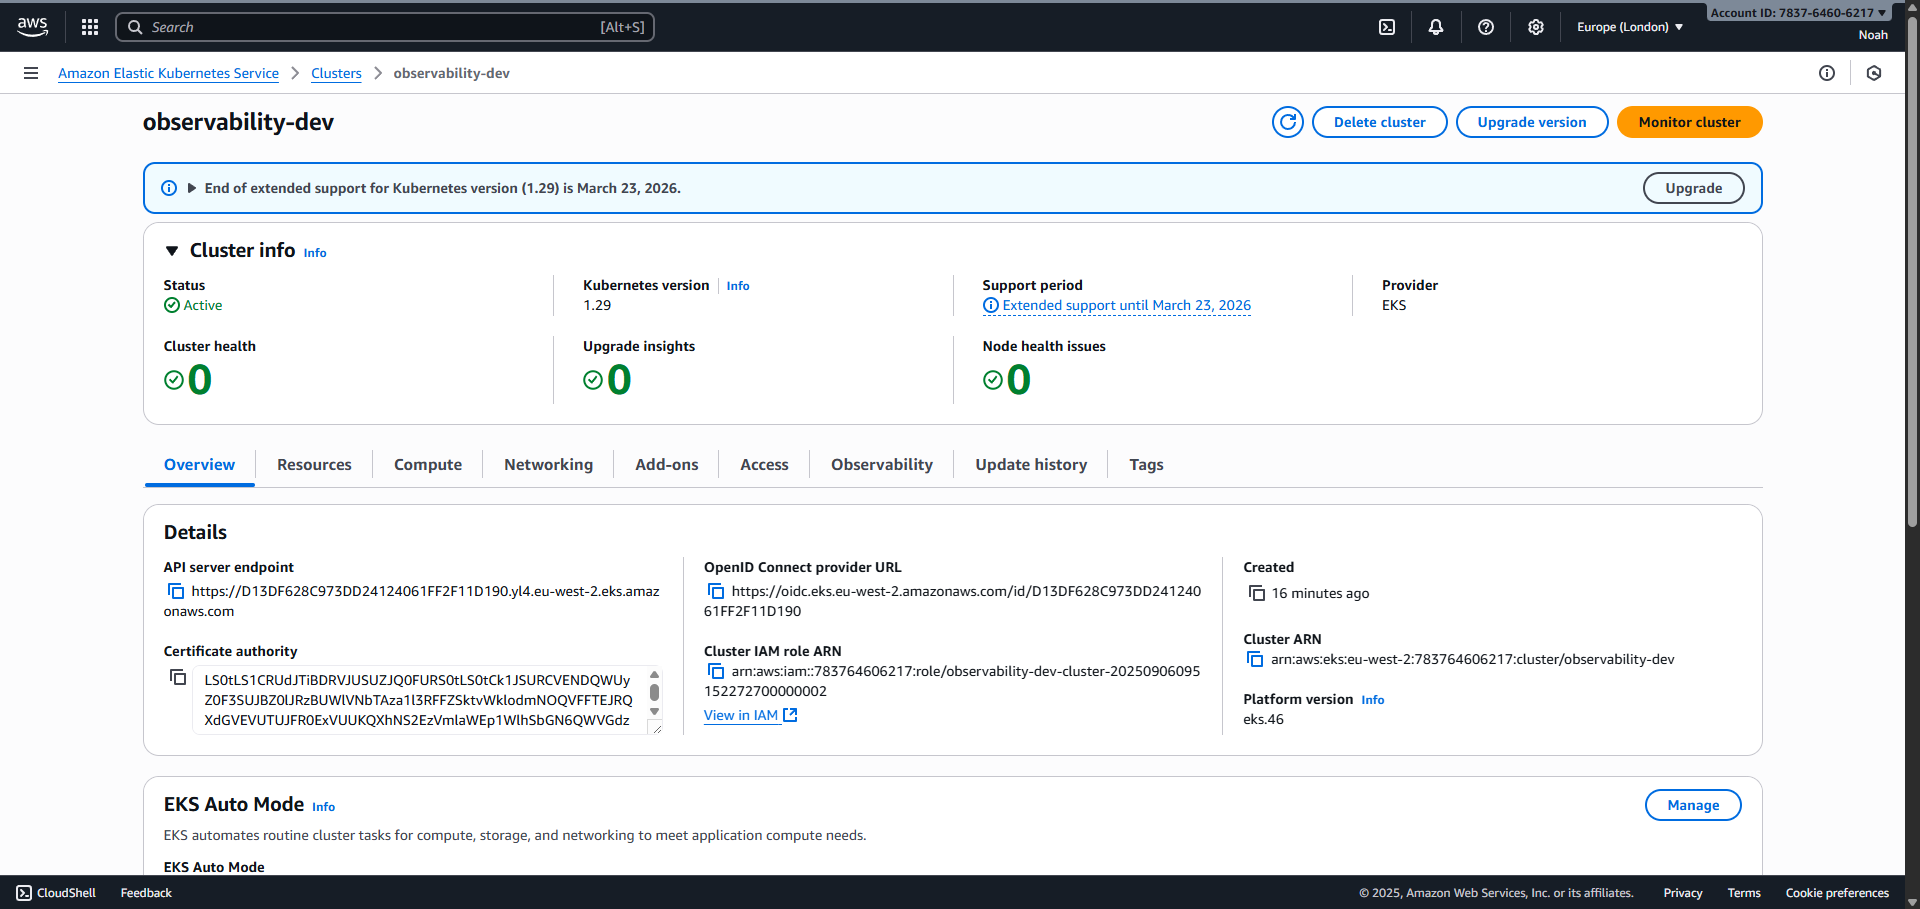 aws
Search
[Alt+S]
Europe (London)
Account ID: 7837-6460-6217
Noah
Amazon Elastic Kubernetes Service
Clusters
observability-dev
observability-dev
Delete cluster
Upgrade version
Monitor cluster
End of extended support for Kubernetes version (1.29) is March 23, 2026.
Upgrade
Cluster info Info
Status
Active
Kubernetes version Info
1.29
Support period
Extended support until March 23, 2026
Provider
EKS
Cluster health
0
Upgrade insights
0
Node health issues
0
Overview
Resources
Compute
Networking
Add-ons
Access
Observability
Update history
Tags
Details
API server endpoint
https://D13DF628C973DD24124061FF2F11D190.yl4.eu-west-2.eks.amaz
onaws.com
Certificate authority
LS0tLS1CRUdJTiBDRVJUSUZJQ0FURS0tLS0tCk1JSURCVENDQWUy
Z0F3SUJBZ0lJRzBUWlVNbTAza1l3RFFZSktvWklodmNOQVFFTEJRQ
XdGVEVUTUJFR0ExVUUKQXhNS2EzVmlaWEp1WlhSbGN6QWVGdz
OpenID Connect provider URL
https://oidc.eks.eu-west-2.amazonaws.com/id/D13DF628C973DD241240
61FF2F11D190
Cluster IAM role ARN
arn:aws:iam::783764606217:role/observability-dev-cluster-20250906095
152272700000002
View in IAM
Created
16 minutes ago
Cluster ARN
arn:aws:eks:eu-west-2:783764606217:cluster/observability-dev
Platform version Info
eks.46
EKS Auto Mode Info
Manage
EKS automates routine cluster tasks for compute, storage, and networking to meet application compute needs.
EKS Auto Mode
CloudShell
Feedback
© 2025, Amazon Web Services, Inc. or its affiliates.
Privacy
Terms
Cookie preferences